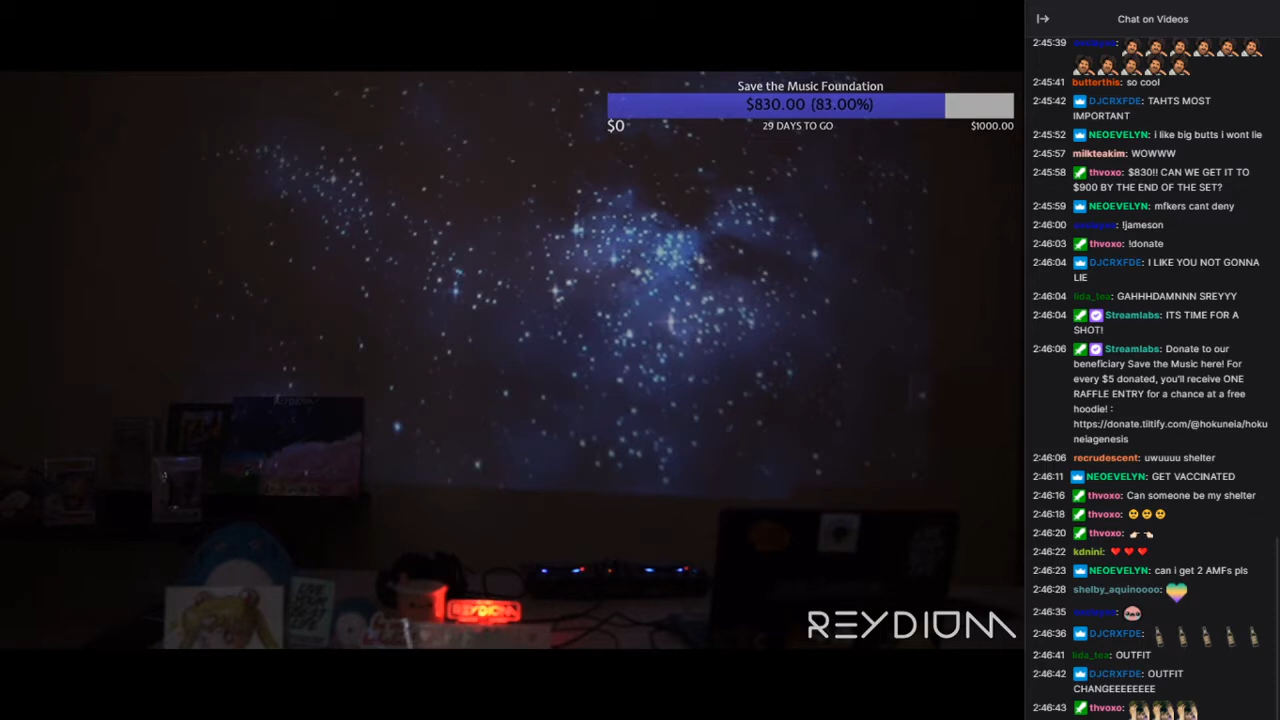 Save the Music Foundation
$830.00 (83.00%)
$0
29 DAYS TO GO
$1000.00
REYDIUM
REYDIUM
Chat on Videos
2:45:39
2:45:41 butterthis: so cool
2:45:42 DJCRXFDE: TAHTS MOST
IMPORTANT
2:45:52 NEOEVELYN: i like big butts i wont lie
2:45:57 milkteakim: WOWWW
2:45:58 thvoxo: $830!! CAN WE GET IT TO
$900 BY THE END OF THE SET?
2:45:59 NEOEVELYN: mfkers cant deny
2:46:00 !jameson
2:46:03 thvoxo: !donate
2:46:04 DJCRXFDE: I LIKE YOU NOT GONNA
LIE
2:46:04 lida_tea: GAHHHDAMNNN SREYYY
2:46:04 Streamlabs: ITS TIME FOR A
SHOT!
2:46:06 Streamlabs: Donate to our
beneficiary Save the Music here! For
every $5 donated, you'll receive ONE
RAFFLE ENTRY for a chance at a free
hoodie! :
https://donate.tiltify.com/@hokuneia/hoku
neiagenesis
2:46:06 recrudescent: uwuuuu shelter
2:46:11 NEOEVELYN: GET VACCINATED
2:46:16 thvoxo: Can someone be my shelter
2:46:18 thvoxo: 🥺 🥺 🥺
2:46:20 thvoxo: 👉🏻 👈🏻
2:46:22 kdnini: ♥ ♥ ♥
2:46:23 NEOEVELYN: can i get 2 AMFs pls
2:46:28 shelby_aquinoooo:
2:46:35
2:46:36 DJCRXFDE:
2:46:41 lida_tea: OUTFIT
2:46:42 DJCRXFDE: OUTFIT
CHANGEEEEEEE
2:46:43 thvoxo: